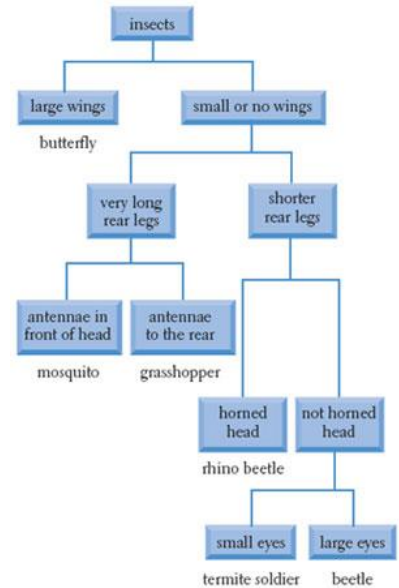 insects
large wings
small or no wings
butterfly
very long
rear legs
shorter
rear legs
antennae in
front of head
antennae
to the rear
mosquito
grasshopper
horned
head
not horned
head
rhino beetle
small eyes
large eyes
termite soldier
beetle